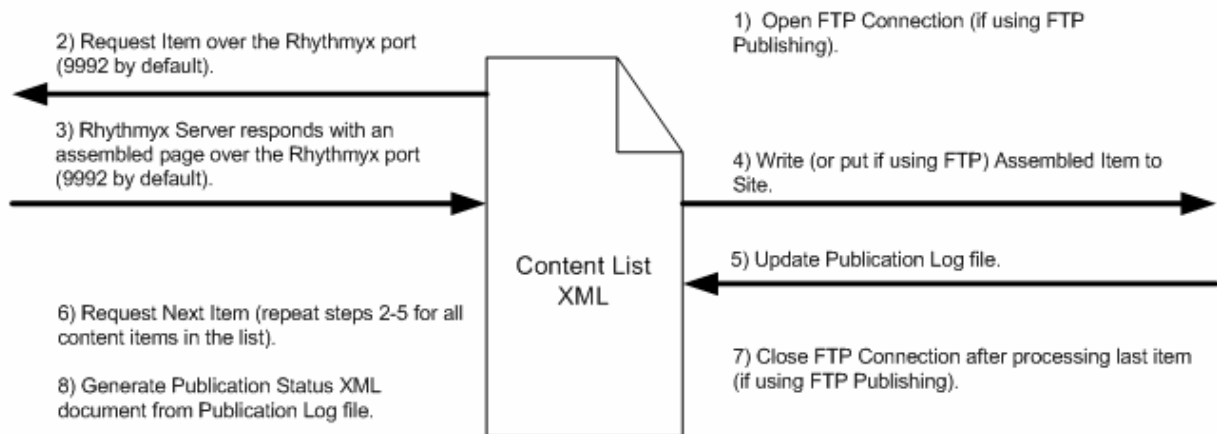 1) Open FTP Connection (if using FTP
Publishing).
2) Request Item over the Rhythmyx port
(9992 by default).
3) Rhythmyx Server responds with an
assembled page over the Rhythmyx port
(9992 by default).
4) Write (or put if using FTP) Assembled Item to
Site.
Content List
XML
5) Update Publication Log file.
6) Request Next Item (repeat steps 2-5 for all
content items in the list).
7) Close FTP Connection after processing last item
(if using FTP Publishing).
8) Generate Publication Status XML
document from Publication Log file.